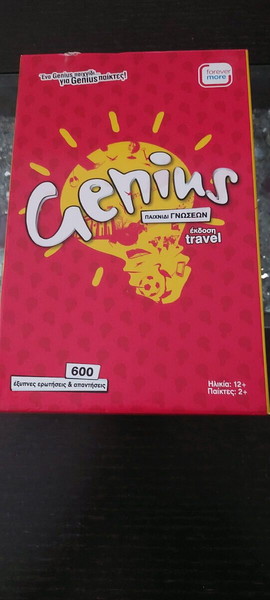 Ένα Genius παιχνίδι...
...για Genius παίκτες!
forever
more
Genius
ΠΑΙΧΝΙΔΙ ΓΝΩΣΕΩΝ
έκδοση
travel
600
έξυπνες ερωτήσεις & απαντήσεις
Ηλικία: 12+
Παίκτες: 2+